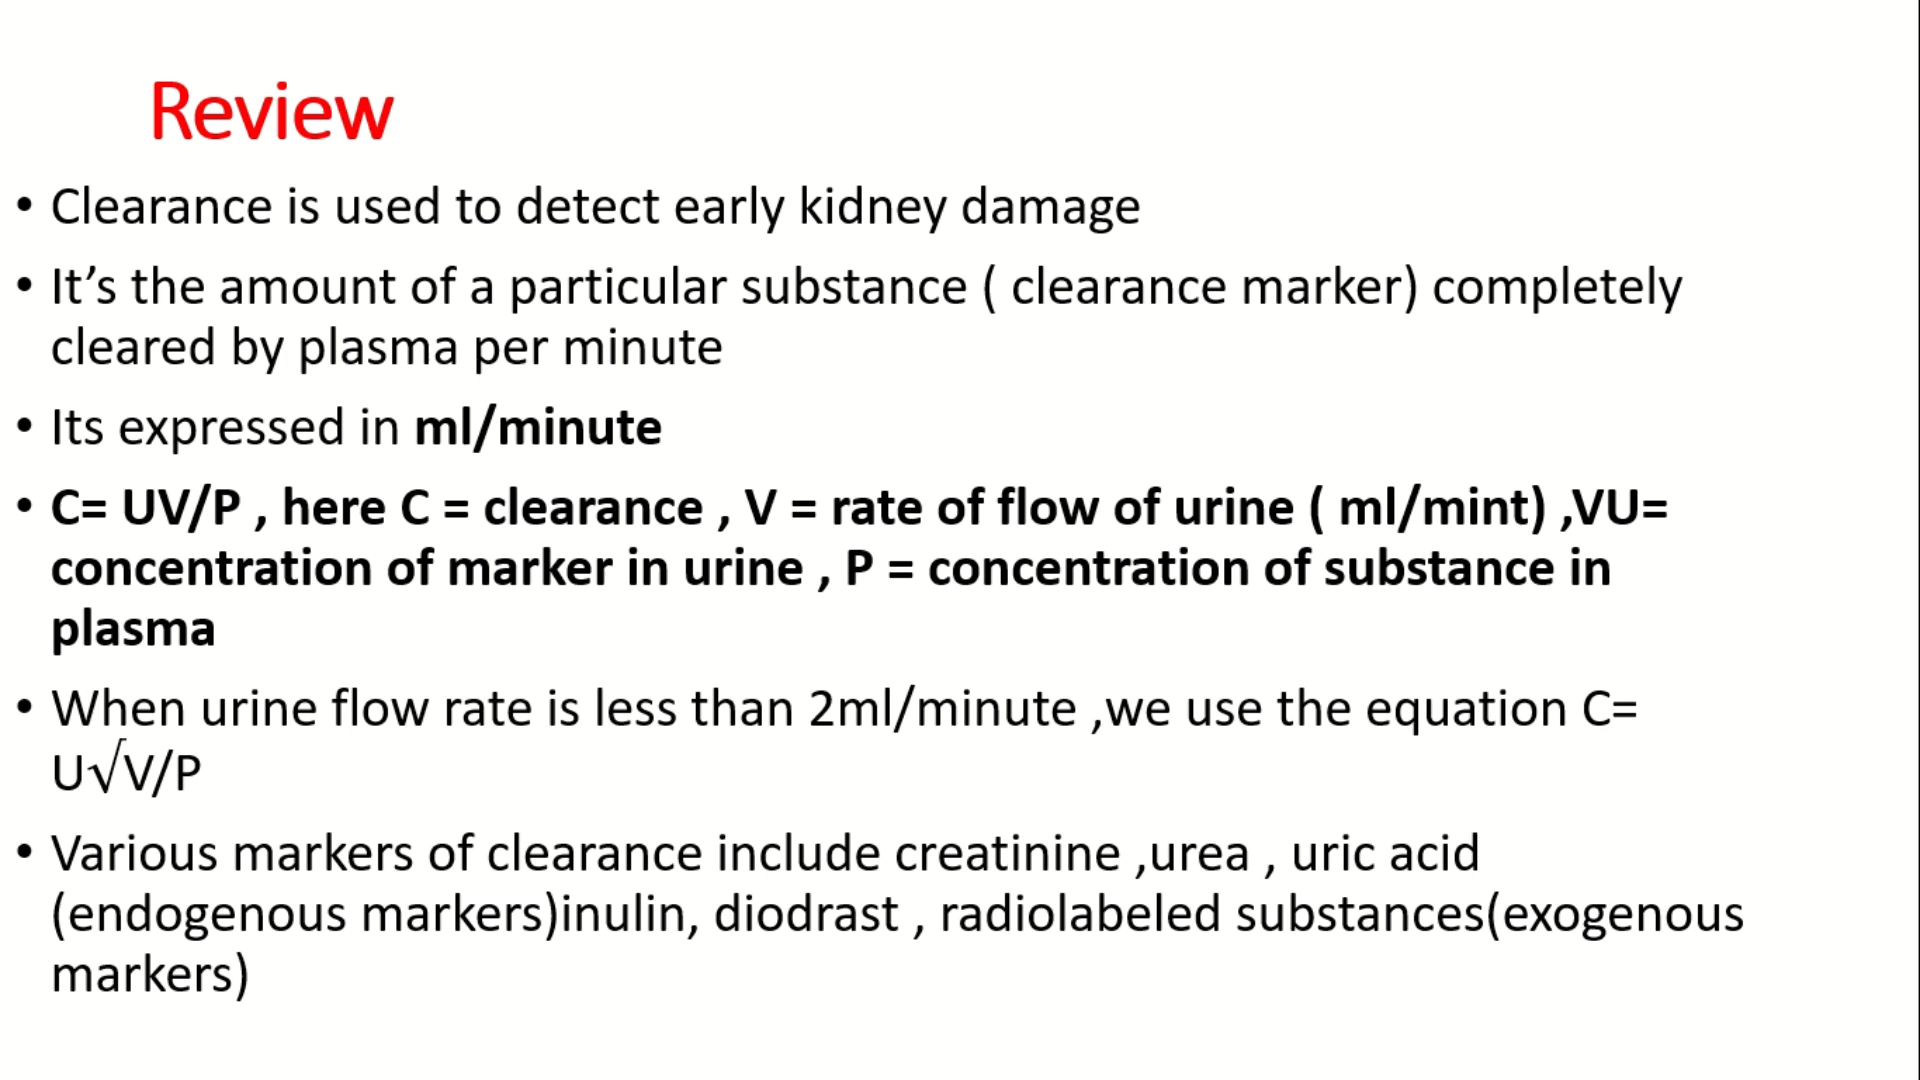 Review
• Clearance is used to detect early kidney damage
• It’s the amount of a particular substance ( clearance marker) completely
cleared by plasma per minute
• Its expressed in ml/minute
• C= UV/P , here C = clearance , V = rate of flow of urine ( ml/mint) ,VU=
concentration of marker in urine , P = concentration of substance in
plasma
• When urine flow rate is less than 2ml/minute ,we use the equation C=
U√V/P
• Various markers of clearance include creatinine ,urea , uric acid
(endogenous markers)inulin, diodrast , radiolabeled substances(exogenous
markers)